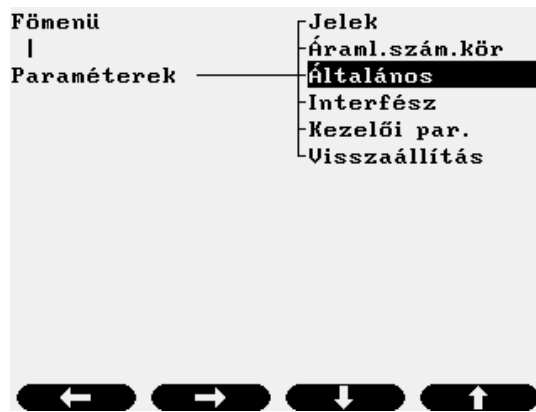 Fömenü
Paraméterek
Jelek
Áraml.szám.kör
Általános
Interfész
Kezelői par.
Visszaállítás